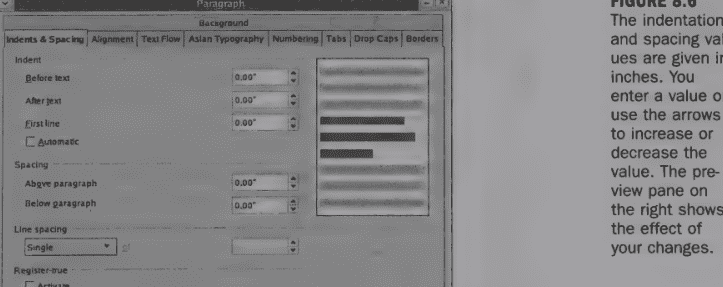 Paragraph
Background
Indents & Spacing Alignment Text Flow Asian Typography Numbering Tabs Drop Caps Borders
Indent
Before text 0.00"
After text 0.00"
First line 0.00"
Automatic
Spacing
Above paragraph 0.00"
Below paragraph 0.00"
Line spacing
Single
Register-true
Activate
FIGURE 8.6
The indentation
and spacing val
ues are given in
inches. You
enter a value o
use the arrows
to increase or
decrease the
value. The pre-
view pane on
the right shows
the effect of
your changes.